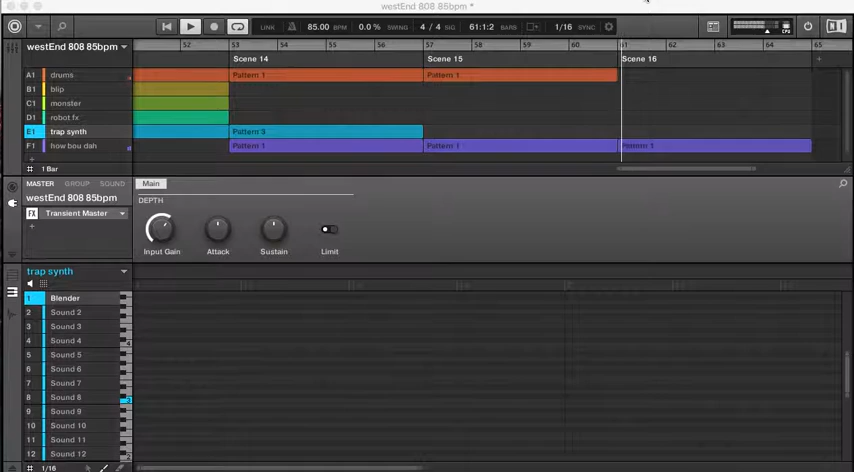 westEnd 808 85bpm *
LINK 85.00 BPM 0.0 % SWING 4 / 4 SIG 61:1:2 BARS 1/16 SYNC CPU
westEnd 808 85bpm 52 53 54 55 56 57 58 59 60 61 62 63 64 65
Scene 14 Scene 15 Scene 16 +
A1 drums Pattern 1 Pattern 1
B1 blip
C1 monster
D1 robot fx
E1 trap synth Pattern 3
F1 how bou dah Pattern 1 Pattern 1 Pattern 1
+
1 Bar
MASTER GROUP SOUND Main
westEnd 808 85bpm DEPTH
FX Transient Master
+
Input Gain Attack Sustain Limit
trap synth
1 Blender
2 Sound 2
3 Sound 3
4 Sound 4 4
5 Sound 5
6 Sound 6
7 Sound 7
8 Sound 8 3
9 Sound 9
10 Sound 10
11 Sound 11
12 Sound 12 2
1/16